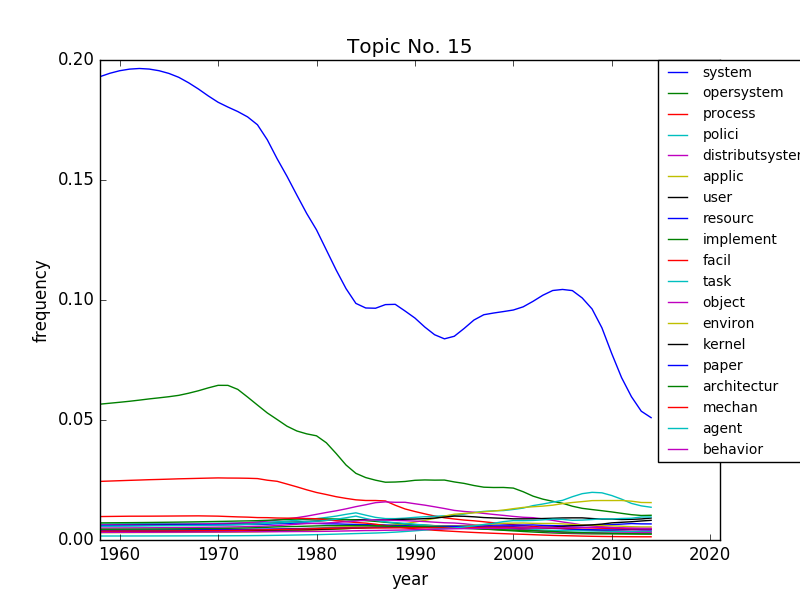 Topic No. 15
0.20
0.15
0.10
0.05
0.00
frequency
1960
1970
1980
1990
2000
2010
2020
year
system
opersystem
process
polici
distributsystem
applic
user
resourc
implement
facil
task
object
environ
kernel
paper
architectur
mechan
agent
behavior